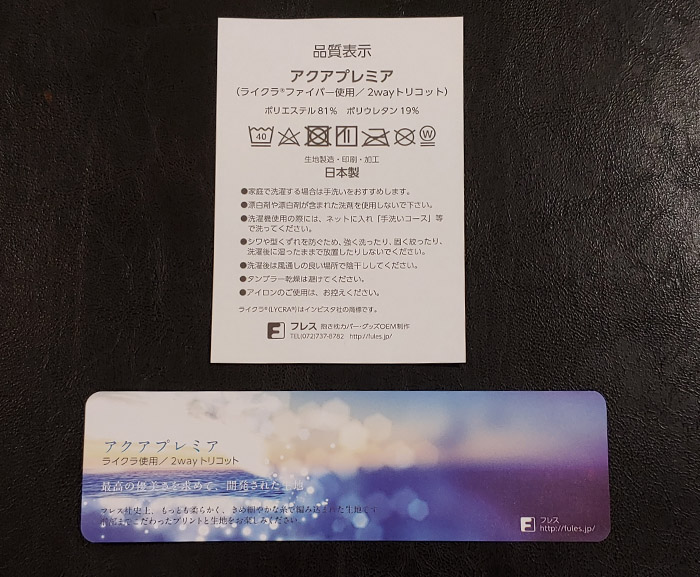 品質表示
アクアプレミア
(ライクラ®ファイバー使用／2wayトリコット)
ポリエステル81% ポリウレタン19%
40 W
生地製造・印刷・加工
日本製
●家庭で洗濯する場合は手洗いをおすすめします。
●漂白剤や漂白剤が含まれた洗剤を使用しないで下さい。
●洗濯機使用の際には、ネットに入れ「手洗いコース」等
で洗ってください。
●シワや型くずれを防ぐため、強く洗ったり、固く絞ったり、
洗濯後に湿ったままで放置したりしないでください。
●洗濯後は風通しの良い場所で陰干ししてください。
●タンブラー乾燥は避けてください。
●アイロンのご使用は、お控えください。
ライクラ®(LYCRA®)はインビスタ社の商標です。
フレス 抱き枕カバー・グッズOEM制作
TEL(072)737-8782 http://fules.jp/
アクアプレミア
ライクラ使用／2wayトリコット
最高の優美さを求めて、開発された生地
フレス社史上、もっとも柔らかく、きめ細やかな糸で編み込まれた生地です
までこだわったプリントと生地をお楽しみください
フレス
http://fules.jp/